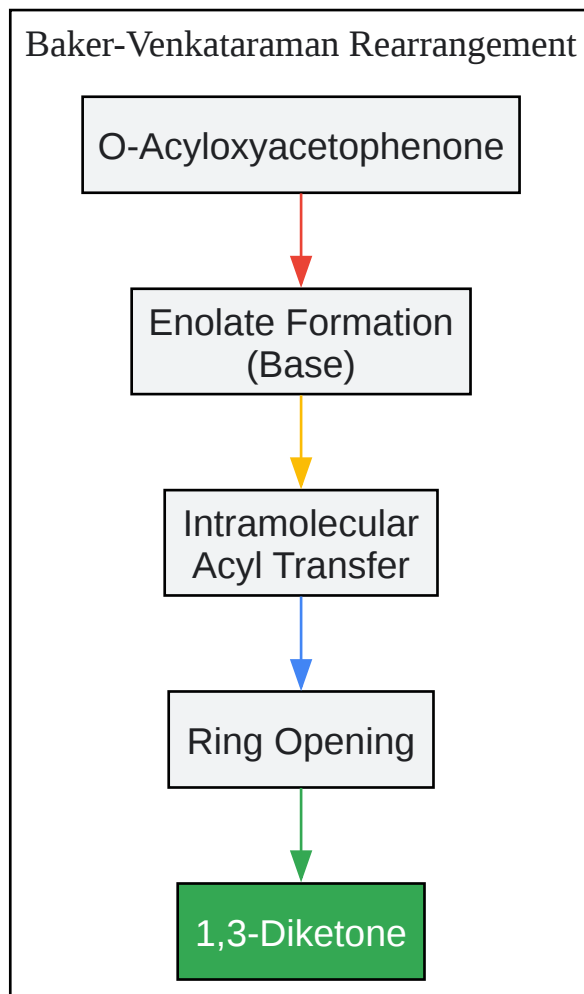 Baker-Venkataraman Rearrangement
O-Acyloxyacetophenone
Enolate Formation
(Base)
Intramolecular
Acyl Transfer
Ring Opening
1,3-Diketone